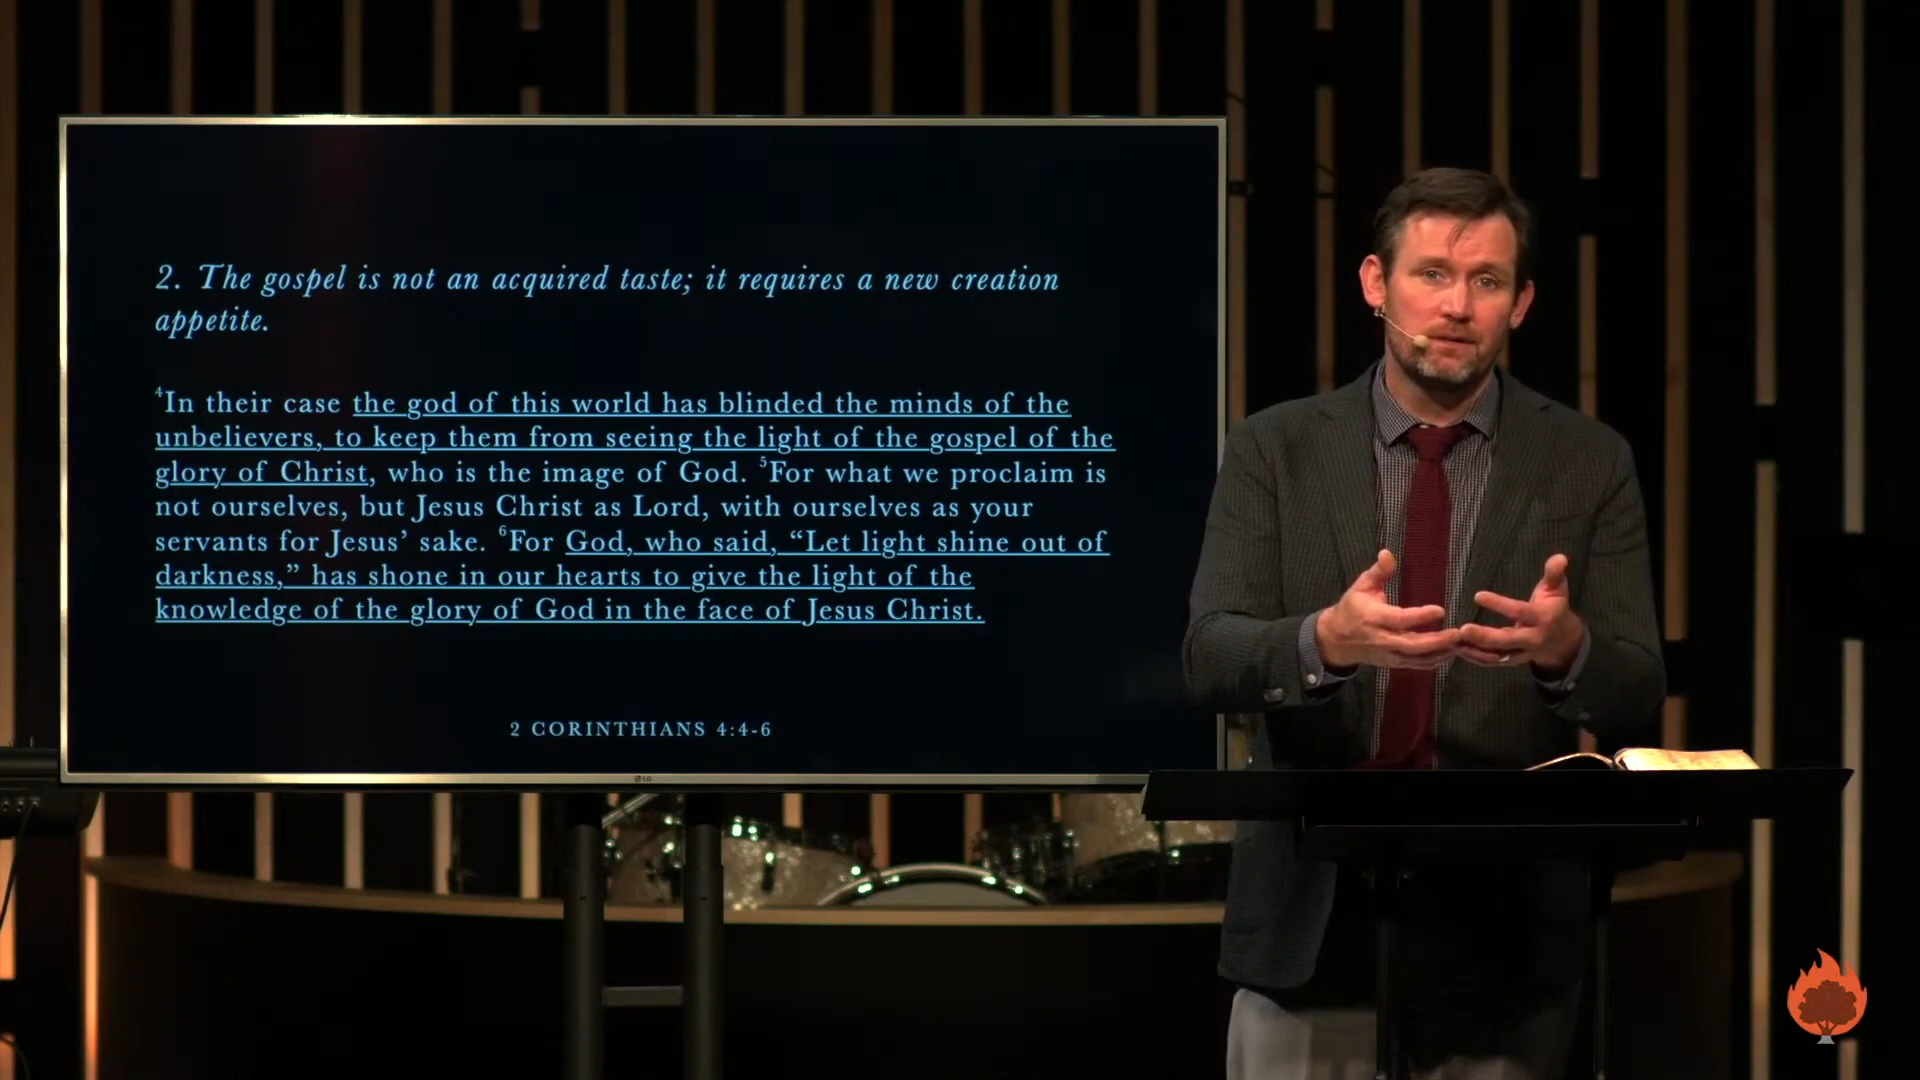 2. The gospel is not an acquired taste; it requires a new creation
appetite.
⁴In their case the god of this world has blinded the minds of the
unbelievers, to keep them from seeing the light of the gospel of the
glory of Christ, who is the image of God. ⁵For what we proclaim is
not ourselves, but Jesus Christ as Lord, with ourselves as your
servants for Jesus’ sake. ⁶For God, who said, “Let light shine out of
darkness,” has shone in our hearts to give the light of the
knowledge of the glory of God in the face of Jesus Christ.
2 CORINTHIANS 4:4-6
LG